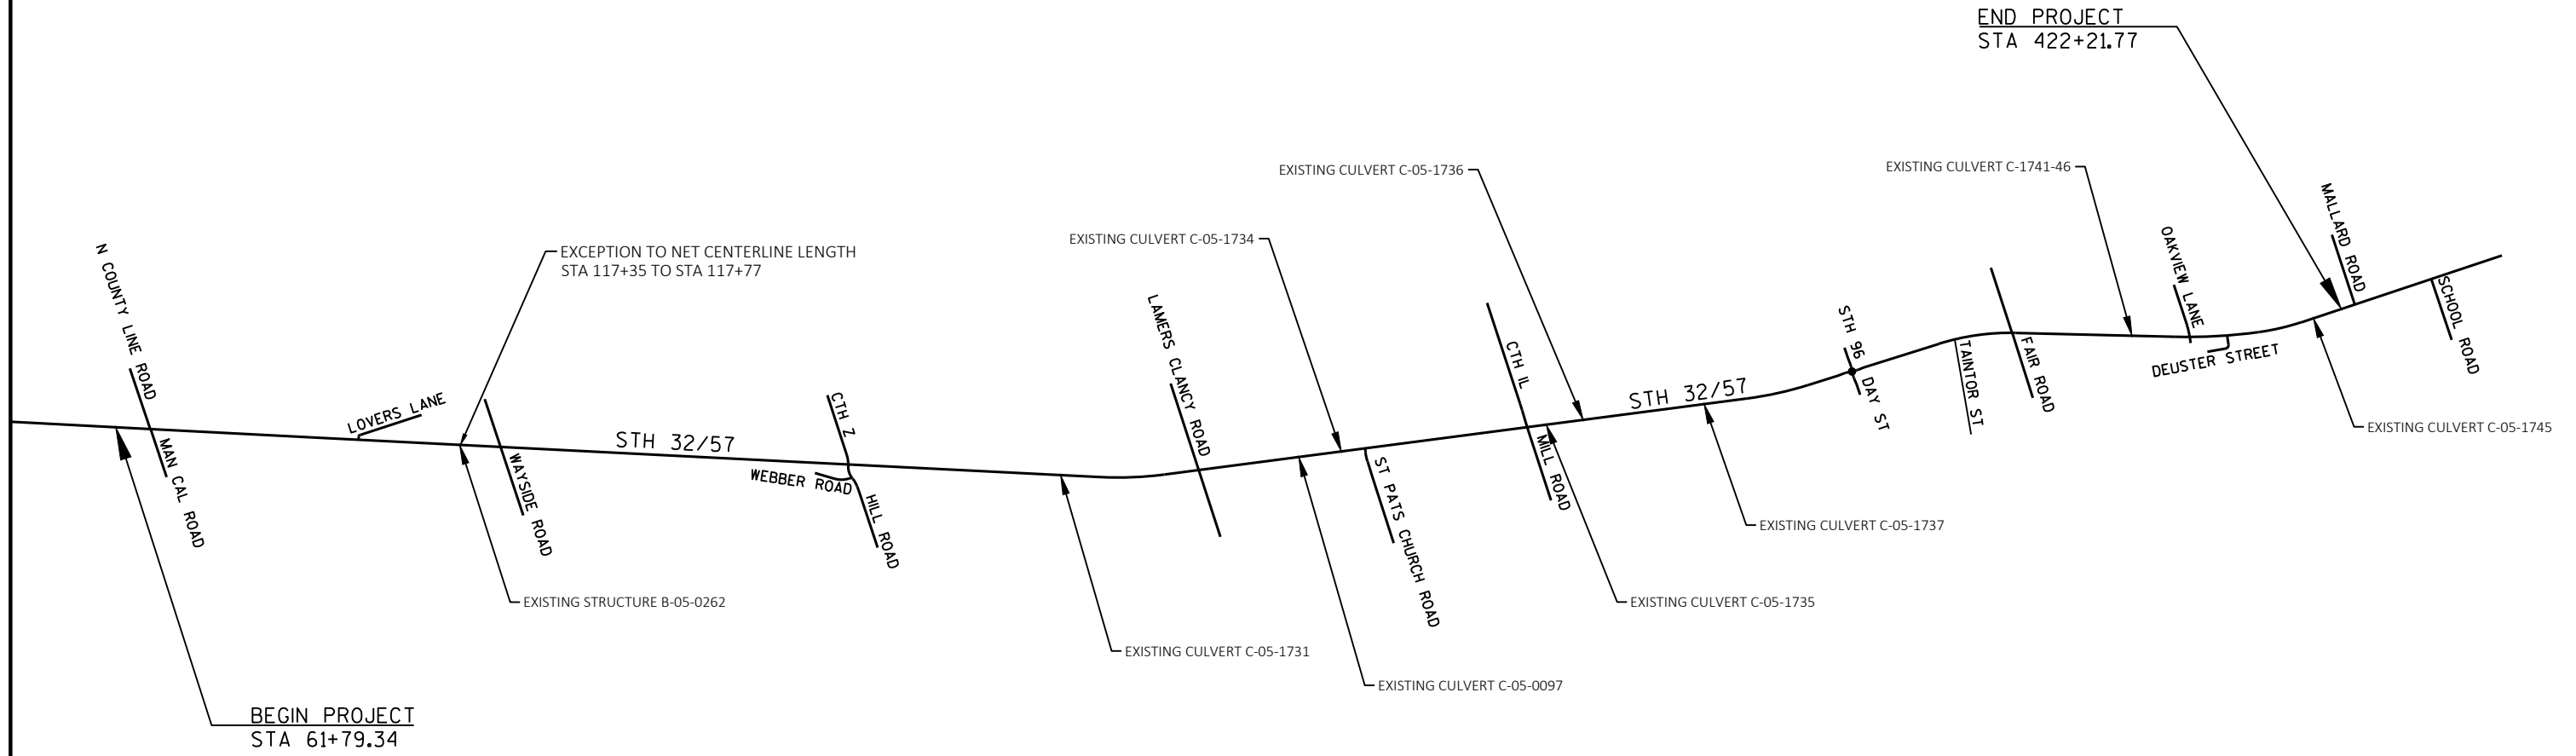 END PROJECT
STA 422+21.77
EXISTING CULVERT C-05-1736
EXISTING CULVERT C-1741-46
MALLARD ROAD
EXISTING CULVERT C-05-1734
OAKVIEW LANE
N COUNTY LINE ROAD
EXCEPTION TO NET CENTERLINE LENGTH
STA 117+35 TO STA 117+77
SCHOOL ROAD
LAMERS CLANCY ROAD
STH 96
CTH IL
TAINTOR ST
FAIR ROAD
DEUSTER STREET
DAY ST
STH 32/57
LOVERS LANE
CTH Z
EXISTING CULVERT C-05-1745
STH 32/57
MAN CAL ROAD
WAYSIDE ROAD
WEBBER ROAD
HILL ROAD
ST PATS CHURCH ROAD
MILL ROAD
EXISTING CULVERT C-05-1737
EXISTING STRUCTURE B-05-0262
EXISTING CULVERT C-05-1735
EXISTING CULVERT C-05-1731
EXISTING CULVERT C-05-0097
BEGIN PROJECT
STA 61+79.34